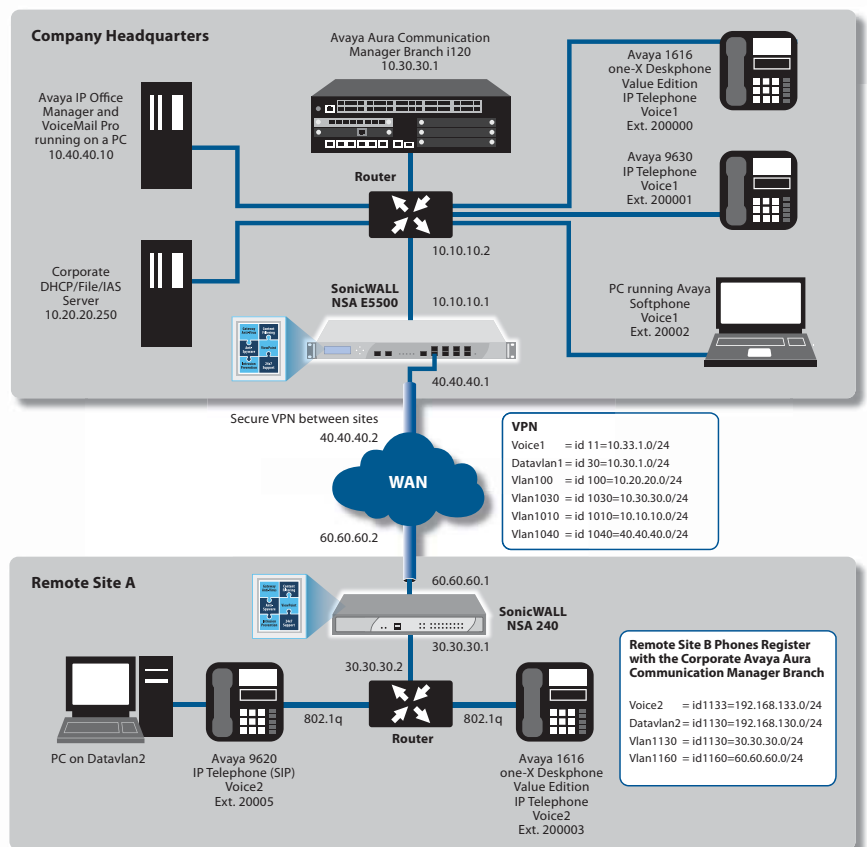 Company Headquarters
Avaya Aura Communication
Manager Branch i120
10.30.30.1
Avaya IP Office
Manager and
VoiceMail Pro
running on a PC
10.40.40.10
Avaya 1616
one-X Deskphone
Value Edition
IP Telephone
Voice1
Ext. 200000
Avaya 9630
IP Telephone
Voice1
Ext. 200001
Router
10.10.10.2
Corporate
DHCP/File/IAS
Server
10.20.20.250
SonicWALL
NSA E5500
10.10.10.1
PC running Avaya
Softphone
Voice1
Ext. 20002
40.40.40.1
Secure VPN between sites
40.40.40.2
WAN
60.60.60.2
VPN
Voice1 = id 11=10.33.1.0/24
Datavlan1 = id 30=10.30.1.0/24
Vlan100 = id 100=10.20.20.0/24
Vlan1030 = id 1030=10.30.30.0/24
Vlan1010 = id 1010=10.10.10.0/24
Vlan1040 = id 1040=40.40.40.0/24
Remote Site A
60.60.60.1
SonicWALL
NSA 240
30.30.30.1
30.30.30.2
802.1q
802.1q
Router
PC on Datavlan2
Avaya 9620
IP Telephone (SIP)
Voice2
Ext. 20005
Avaya 1616
one-X Deskphone
Value Edition
IP Telephone
Voice2
Ext. 200003
Remote Site B Phones Register
with the Corporate Avaya Aura
Communication Manager Branch
Voice2 = id1133=192.168.133.0/24
Datavlan2 = id1130=192.168.130.0/24
Vlan1130 = id1130=30.30.30.0/24
Vlan1160 = id1160=60.60.60.0/24